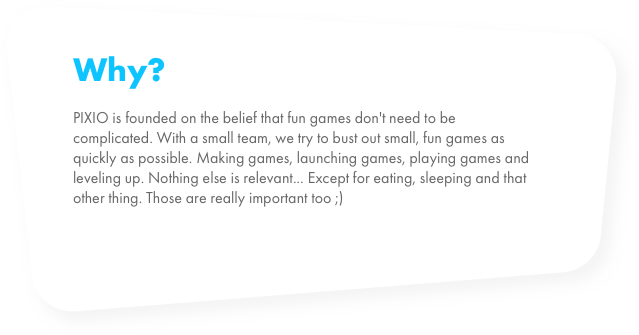 Why?
PIXIO is founded on the belief that fun games don't need to be
complicated. With a small team, we try to bust out small, fun games as
quickly as possible. Making games, launching games, playing games and
leveling up. Nothing else is relevant... Except for eating, sleeping and that
other thing. Those are really important too ;)